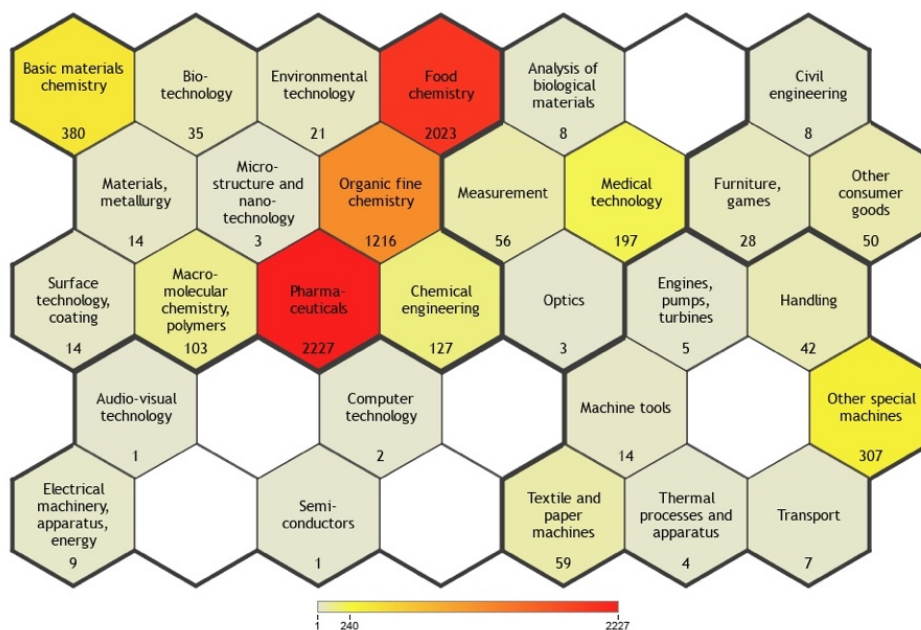 Basic materials
chemistry
380
Bio-
technology
35
Environmental
technology
21
Food
chemistry
2023
Analysis of
biological
materials
8
Civil
engineering
8
Materials,
metallurgy
14
Micro-
structure and
nano-
technology
3
Organic fine
chemistry
1216
Measurement
56
Medical
technology
197
Furniture,
games
28
Other
consumer
goods
50
Surface
technology,
coating
14
Macro-
molecular
chemistry,
polymers
103
Pharma-
ceuticals
2227
Chemical
engineering
127
Optics
3
Engines,
pumps,
turbines
5
Handling
42
Audio-visual
technology
1
Computer
technology
2
Machine tools
14
Other special
machines
307
Electrical
machinery,
apparatus,
energy
9
Semi-
conductors
1
Textile and
paper
machines
59
Thermal
processes and
apparatus
4
Transport
7
1 240 2227